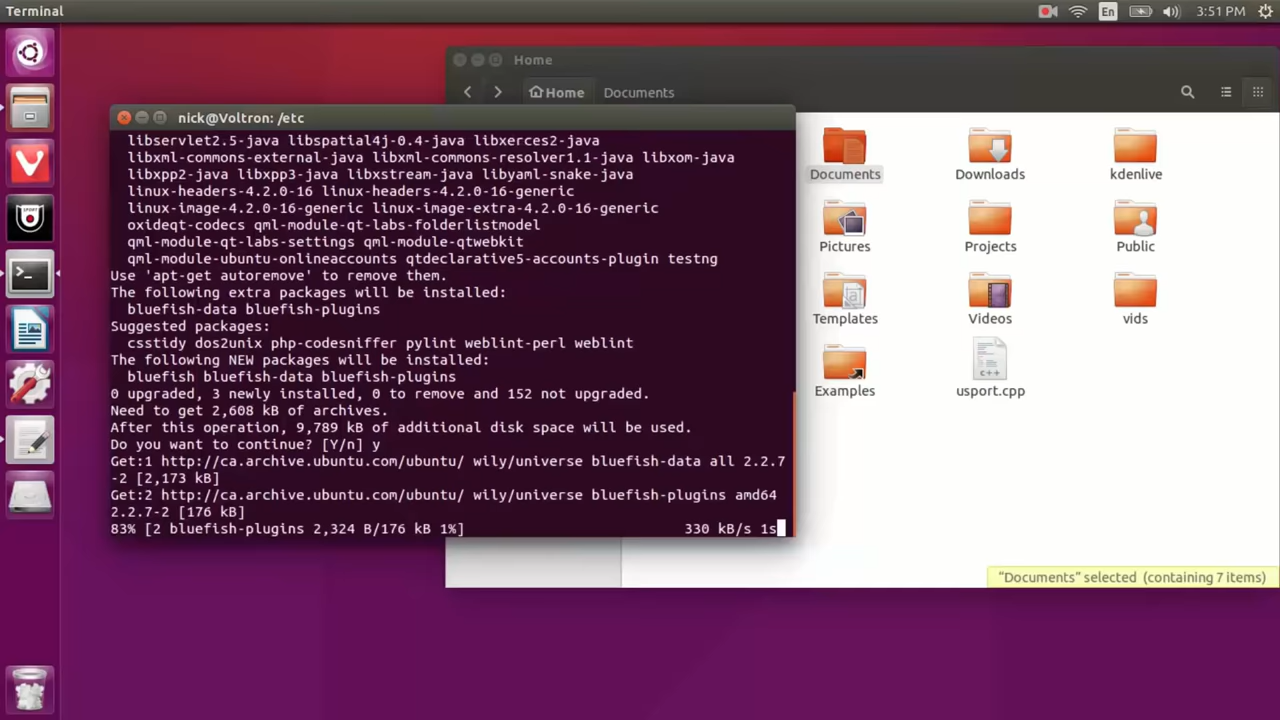 Terminal
En
3:51 PM
Home
Home
Documents
nick@Voltron: /etc
libservlet2.5-java libspatial4j-0.4-java libxerces2-java
libxml-commons-external-java libxml-commons-resolver1.1-java libxom-java
libxpp2-java libxpp3-java libxstream-java libyaml-snake-java
linux-headers-4.2.0-16 linux-headers-4.2.0-16-generic
linux-image-4.2.0-16-generic linux-image-extra-4.2.0-16-generic
oxideqt-codecs qml-module-qt-labs-folderlistmodel
qml-module-qt-labs-settings qml-module-qtwebkit
qml-module-ubuntu-onlineaccounts qtdeclarative5-accounts-plugin testng
Use 'apt-get autoremove' to remove them.
The following extra packages will be installed:
bluefish-data bluefish-plugins
Suggested packages:
csstidy dos2unix php-codesniffer pylint weblint-perl weblint
The following NEW packages will be installed:
bluefish bluefish-data bluefish-plugins
0 upgraded, 3 newly installed, 0 to remove and 152 not upgraded.
Need to get 2,608 kB of archives.
After this operation, 9,789 kB of additional disk space will be used.
Do you want to continue? [Y/n] y
Get:1 http://ca.archive.ubuntu.com/ubuntu/ wily/universe bluefish-data all 2.2.7
-2 [2,173 kB]
Get:2 http://ca.archive.ubuntu.com/ubuntu/ wily/universe bluefish-plugins amd64
2.2.7-2 [176 kB]
83% [2 bluefish-plugins 2,324 B/176 kB 1%] 330 kB/s 1s
Documents
Downloads
kdenlive
Pictures
Projects
Public
Templates
Videos
vids
Examples
C++
usport.cpp
"Documents" selected (containing 7 items)